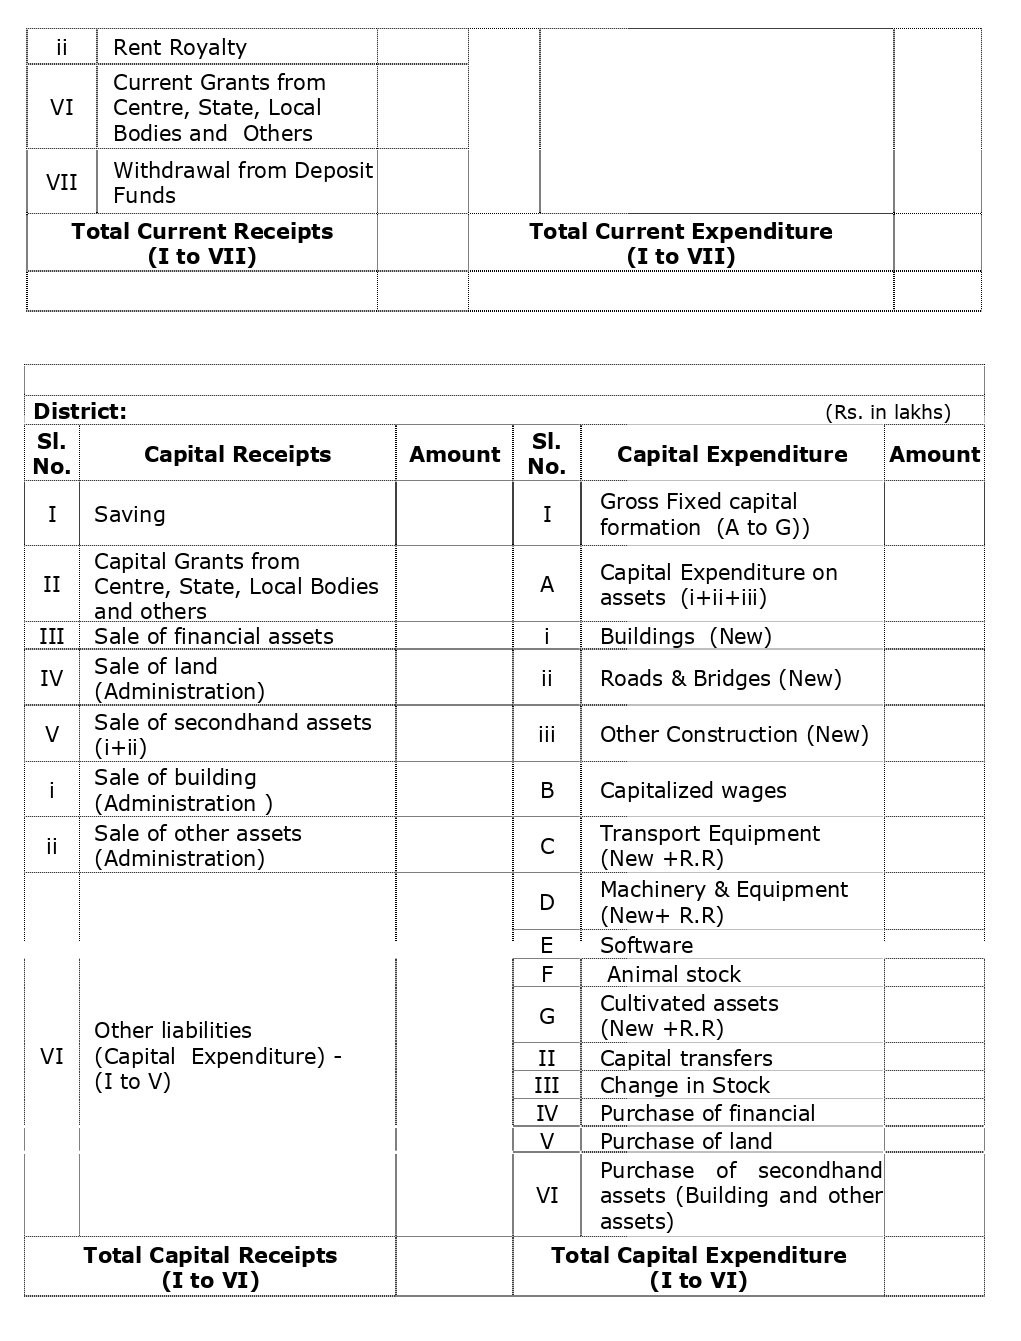 ii Rent Royalty
VI Current Grants from
Centre, State, Local
Bodies and Others
VII Withdrawal from Deposit
Funds
Total Current Receipts
(I to VII)
Total Current Expenditure
(I to VII)
District: (Rs. in lakhs)
Sl.
No.
Capital Receipts
Amount
Sl.
No.
Capital Expenditure
Amount
I Saving
I Gross Fixed capital
formation (A to G))
II Capital Grants from
Centre, State, Local Bodies
and others
A Capital Expenditure on
assets (i+ii+iii)
III Sale of financial assets
i Buildings (New)
IV Sale of land
(Administration)
ii Roads & Bridges (New)
V Sale of secondhand assets
(i+ii)
iii Other Construction (New)
i Sale of building
(Administration )
B Capitalized wages
ii Sale of other assets
(Administration)
C Transport Equipment
(New +R.R)
D Machinery & Equipment
(New+ R.R)
E Software
F Animal stock
G Cultivated assets
(New +R.R)
VI Other liabilities
(Capital Expenditure) -
(I to V)
II Capital transfers
III Change in Stock
IV Purchase of financial
V Purchase of land
VI Purchase of secondhand
assets (Building and other
assets)
Total Capital Receipts
(I to VI)
Total Capital Expenditure
(I to VI)